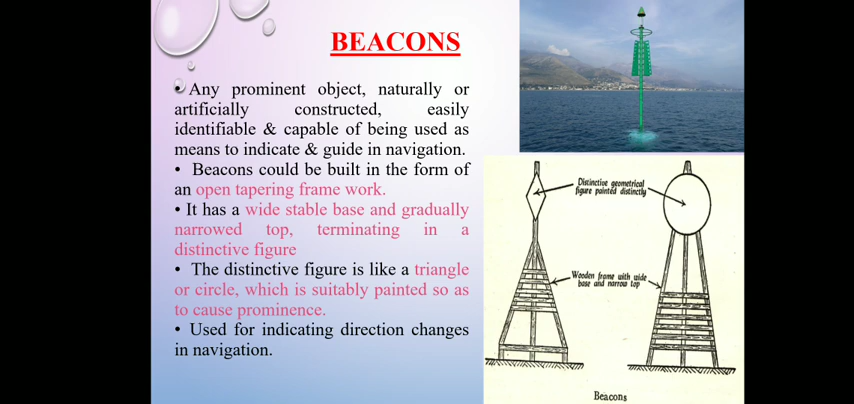 BEACONS
• Any prominent object, naturally or
artificially constructed, easily
identifiable & capable of being used as
means to indicate & guide in navigation.
• Beacons could be built in the form of
an open tapering frame work.
• It has a wide stable base and gradually
narrowed top, terminating in a
distinctive figure
• The distinctive figure is like a triangle
or circle, which is suitably painted so as
to cause prominence.
• Used for indicating direction changes
in navigation.
Distinctive geometrical
figure painted distinctly
Wooden frame with wide
base and narrow top
Beacons